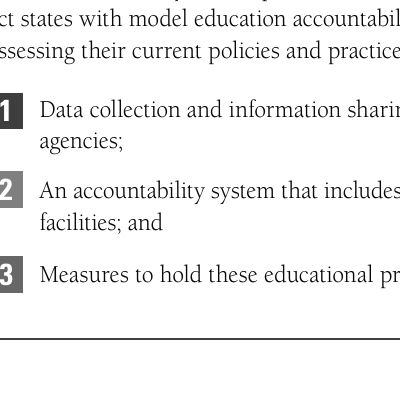 ct states with model education accountabil
ssessing their current policies and practice
1 Data collection and information sharin
agencies;
2 An accountability system that includes
facilities; and
3 Measures to hold these educational pr